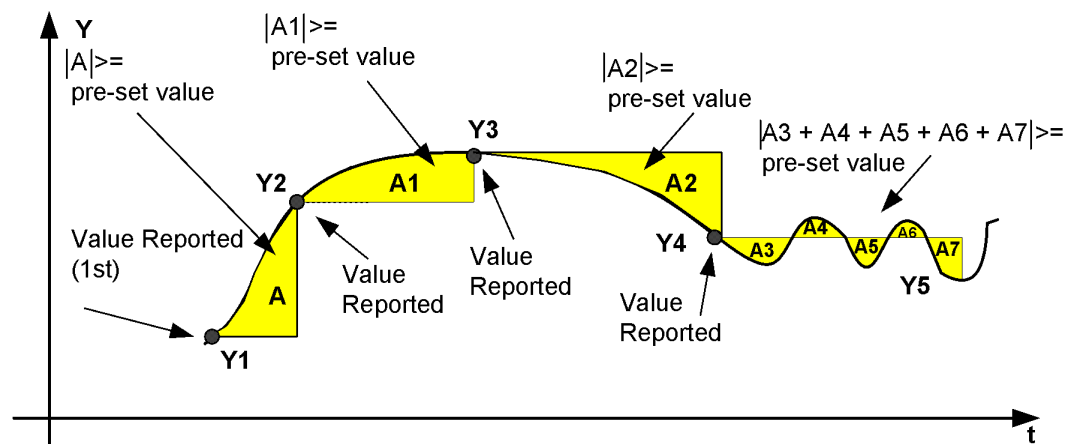 Y
|A|>=
pre-set value
|A1|>=
pre-set value
|A2|>=
pre-set value
|A3 + A4 + A5 + A6 + A7|>=
pre-set value
Y3
Y2
A1
A2
Value Reported
(1st)
A
Y1
Value
Reported
Value
Reported
Y4
Value
Reported
A3
A4
A5
A6
A7
Y5
t